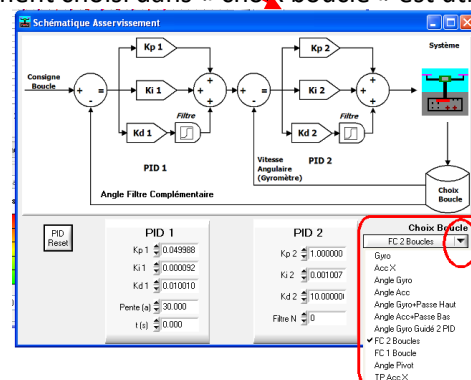 Schématique Asservissement
Kp 1
Kp 2
Système
Consigne
Boucle
Ki 1
Ki 2
Filtre
Filtre
Kd 1
Kd 2
PID 1
Vitesse
Angulaire
(Gyromètre)
PID 2
Angle Filtre Complémentaire
Choix
Boucle
PID
Reset
PID 1
Kp 1 0.049988
Ki 1 0.000092
Kd 1 0.010010
Pente (a) 30.000
t (s) 0.000
PID 2
Kp 2 1.000000
Ki 2 0.001007
Kd 2 10.00000
Filtre N 0
Choix Boucle
FC 2 Boucles
Gyro
Acc X
Angle Gyro
Angle Acc
Angle Gyro+Passe Haut
Angle Acc+Passe Bas
Angle Gyro Guidé 2 PID
✓FC 2 Boucles
FC 1 Boucle
Angle Pivot
TP Acc X